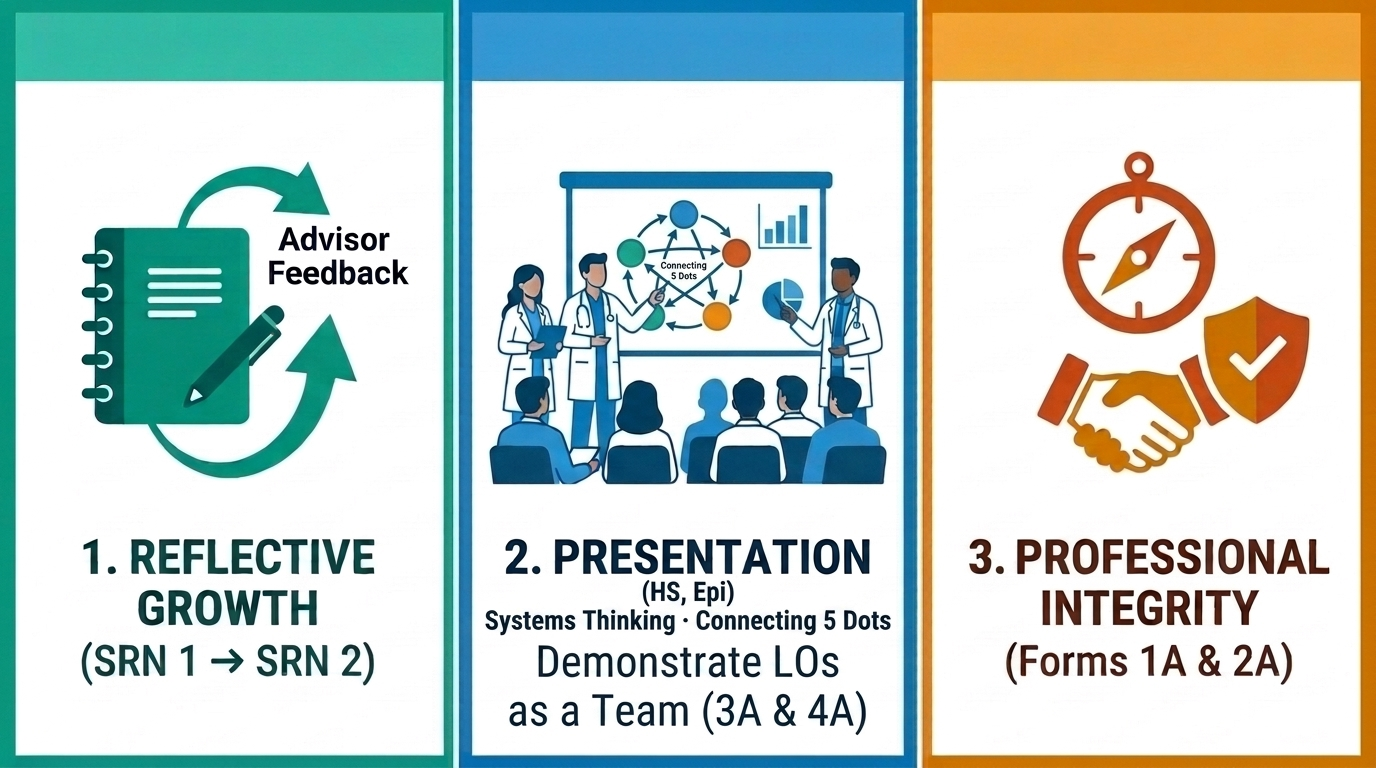 Advisor
Feedback
1. REFLECTIVE
GROWTH
(SRN 1 → SRN 2)
Connecting
5 Dots
2. PRESENTATION
(HS, Epi)
Systems Thinking · Connecting 5 Dots
Demonstrate LOs
as a Team (3A & 4A)
3. PROFESSIONAL
INTEGRITY
(Forms 1A & 2A)